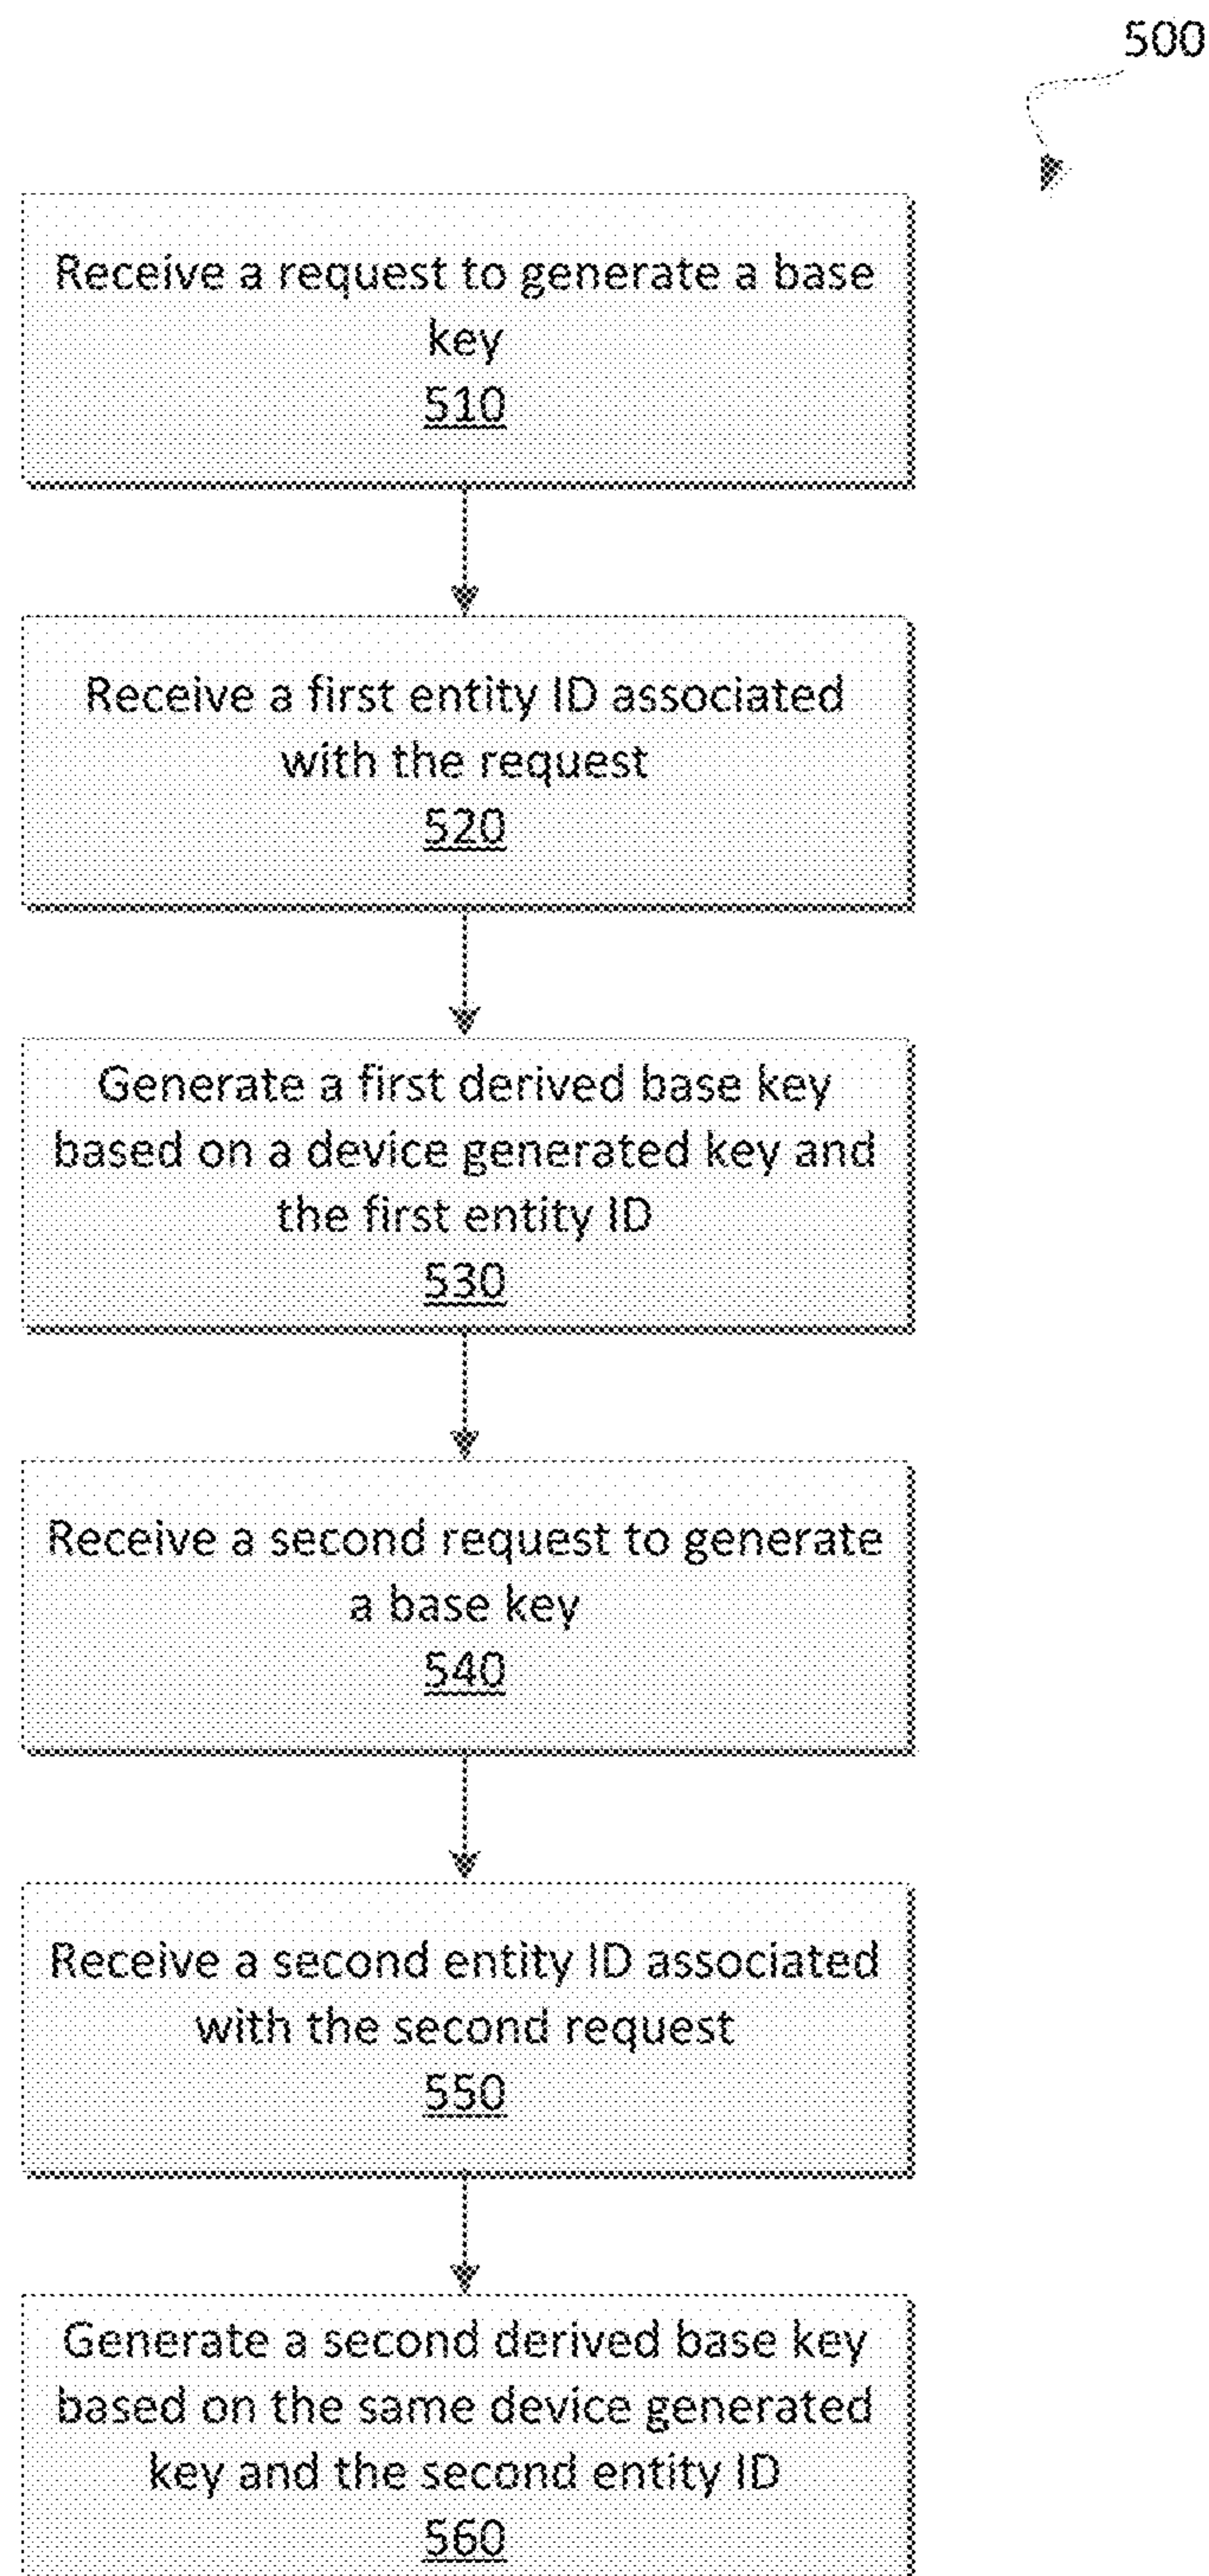 500
Receive a request to generate a base
key
510
Receive a first entity ID associated
with the request
520
Generate a first derived base key
based on a device generated key and
the first entity ID
530
Receive a second request to generate
a base key
540
Receive a second entity ID associated
with the second request
550
Generate a second derived base key
based on the same device generated
key and the second entity ID
560